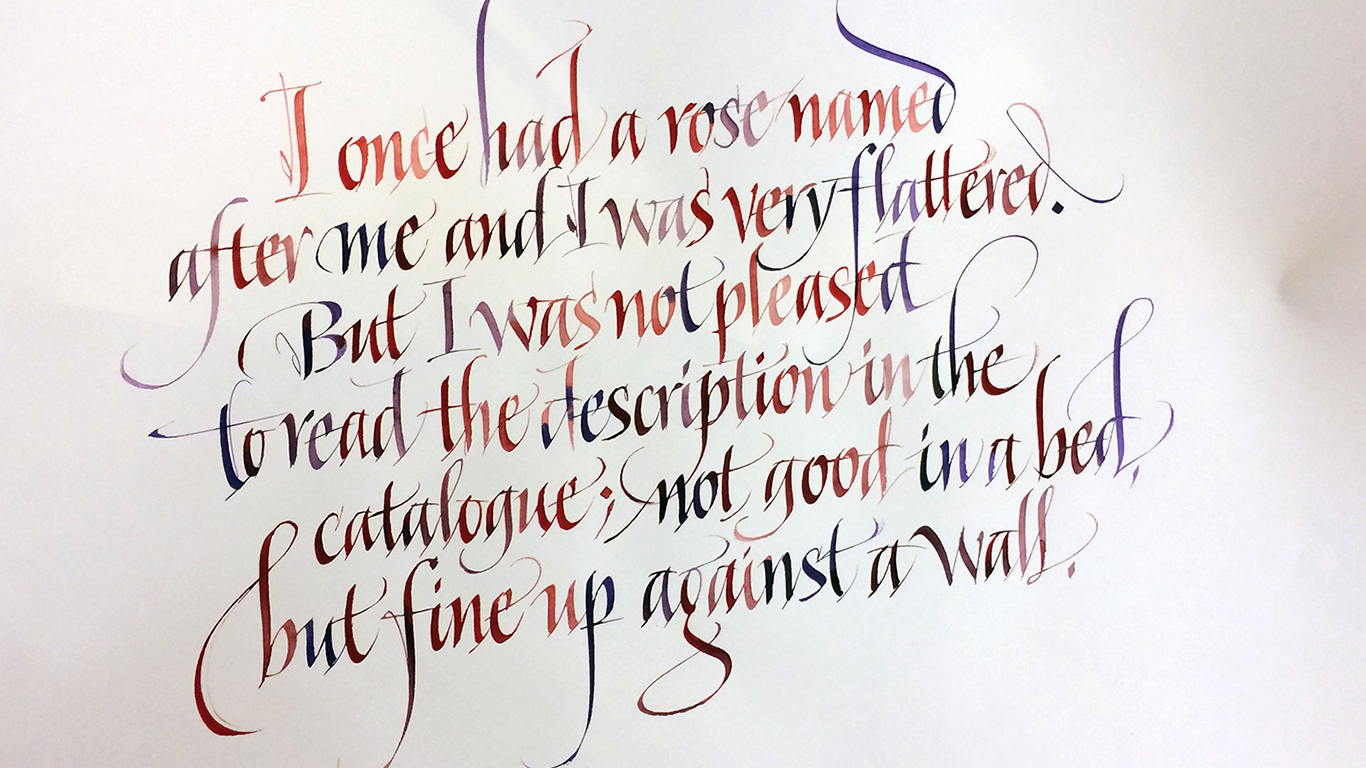 I once had a rose named
after me and I was very flattered.
But I was not pleased
to read the description in the
catalogue; not good in a bed,
but fine up against a wall.